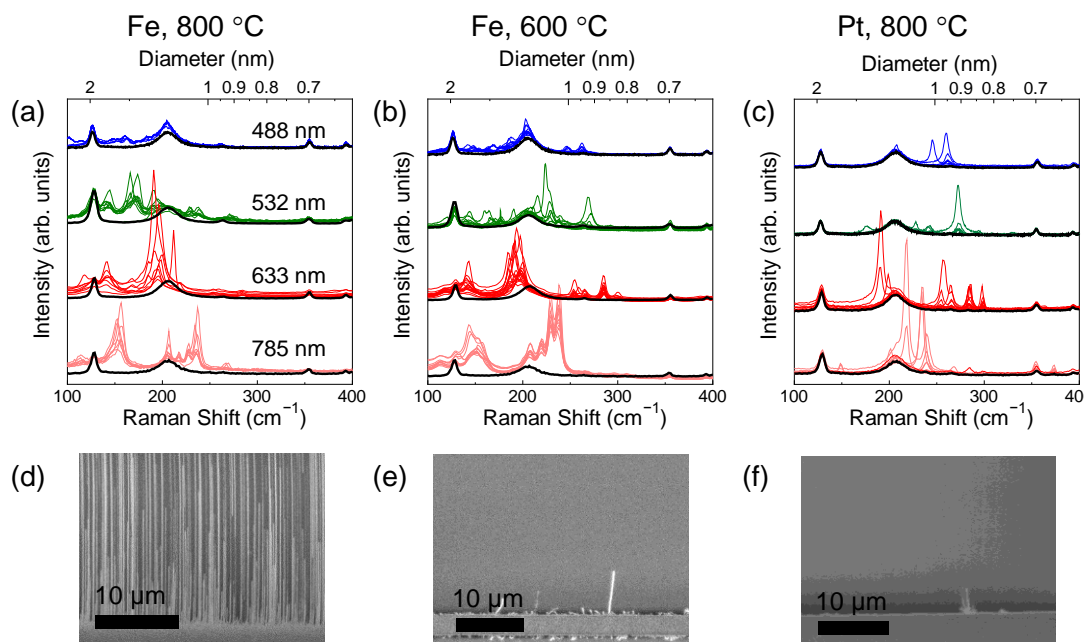 Fe, 800 °C
Fe, 600 °C
Pt, 800 °C
Diameter (nm)
Diameter (nm)
Diameter (nm)
2 1 0.9 0.8 0.7
2 1 0.9 0.8 0.7
2 1 0.9 0.8 0.7
(a)
(b)
(c)
488 nm
532 nm
633 nm
785 nm
Intensity (arb. units)
Intensity (arb. units)
Intensity (arb. units)
100 200 300 400
100 200 300 400
100 200 300 40
Raman Shift (cm⁻¹)
Raman Shift (cm⁻¹)
Raman Shift (cm⁻¹)
(d)
(e)
(f)
10 µm
10 µm
10 µm